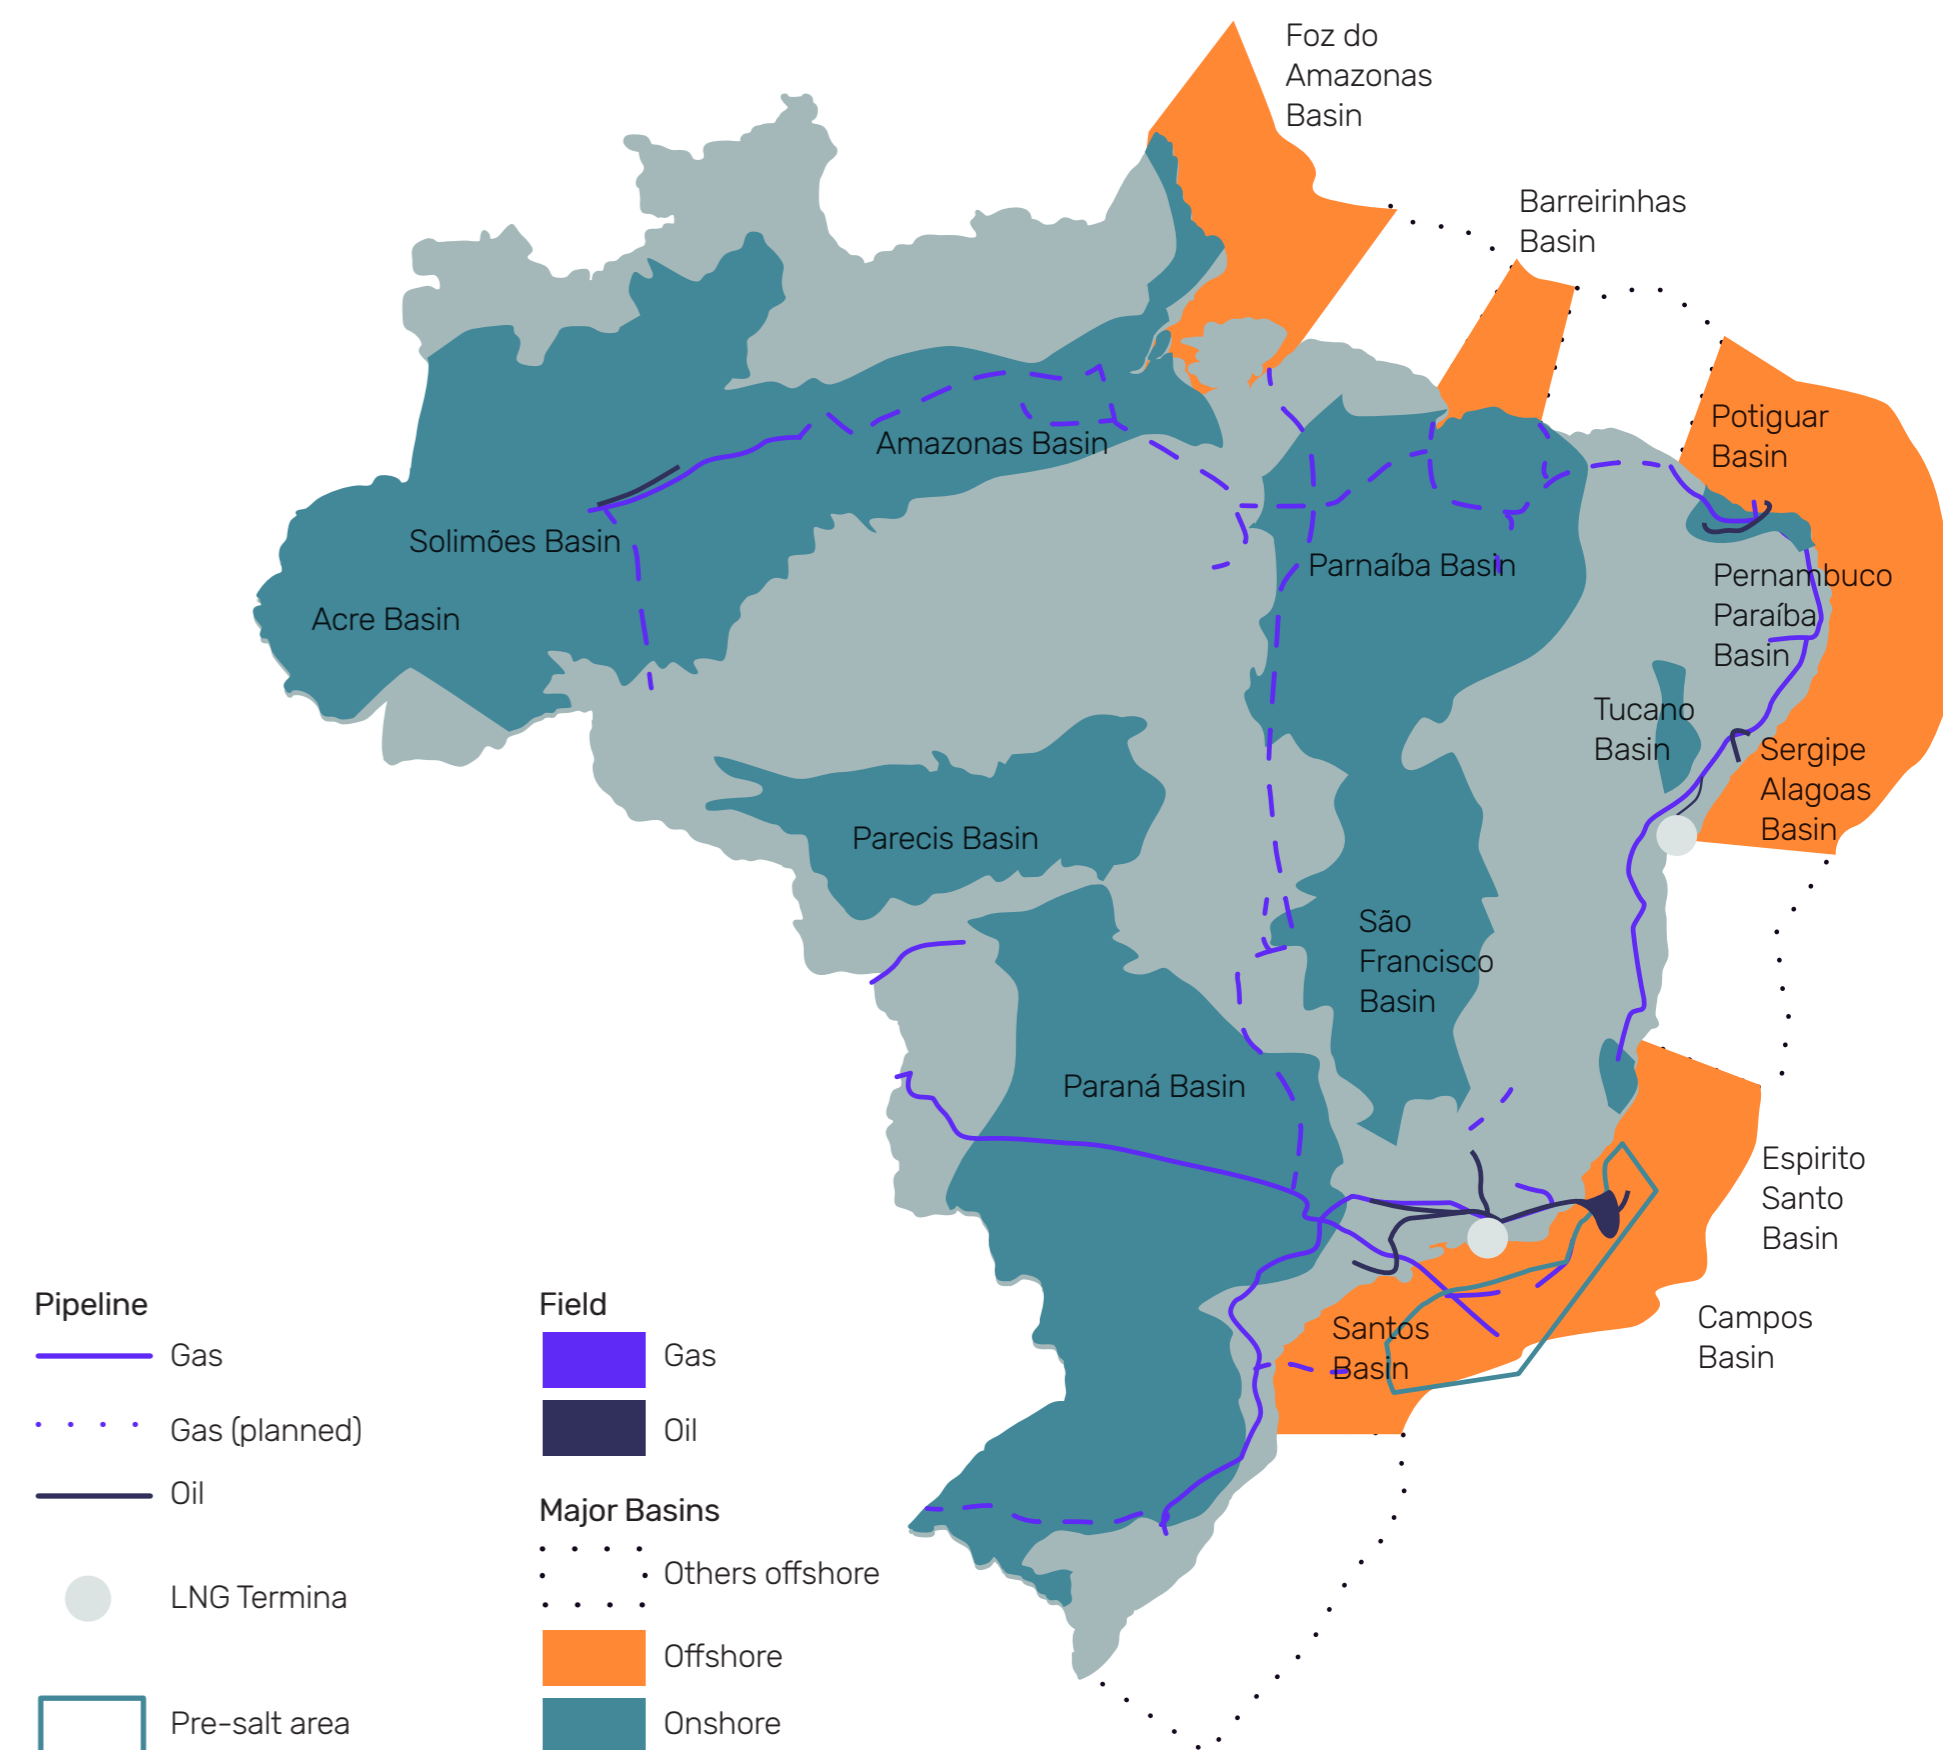 Foz do
Amazonas
Basin
Barreirinhas
Basin
Potiguar
Basin
Amazonas Basin
Solimões Basin
Parnaíba Basin
Pernambuco
Paraíba
Basin
Acre Basin
Tucano
Basin
Sergipe
Alagoas
Basin
Parecis Basin
São
Francisco
Basin
Paraná Basin
Espirito
Santo
Basin
Campos
Basin
Santos
Basin
Pipeline
Gas
Gas (planned)
Oil
LNG Termina
Pre-salt area
Field
Gas
Oil
Major Basins
Others offshore
Offshore
Onshore